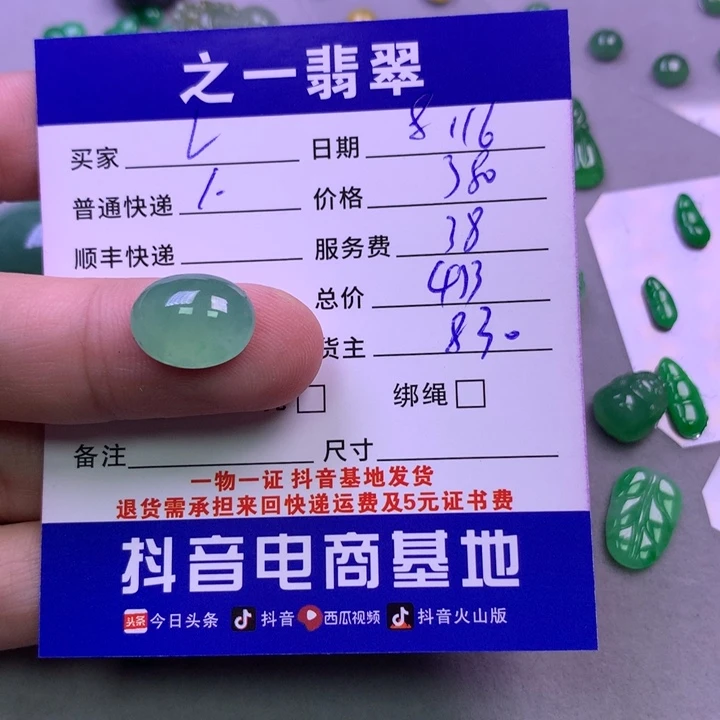 之一翡翠
买家 L 日期 8 116
普通快递 1. 价格 380
顺丰快递 服务费 38
总价 433
货主 830
绑绳
备注 尺寸
一物一证 抖音基地发货
退货需承担来回快递运费及5元证书费
抖音电商基地
头条 今日头条 抖音 西瓜视频 抖音火山版